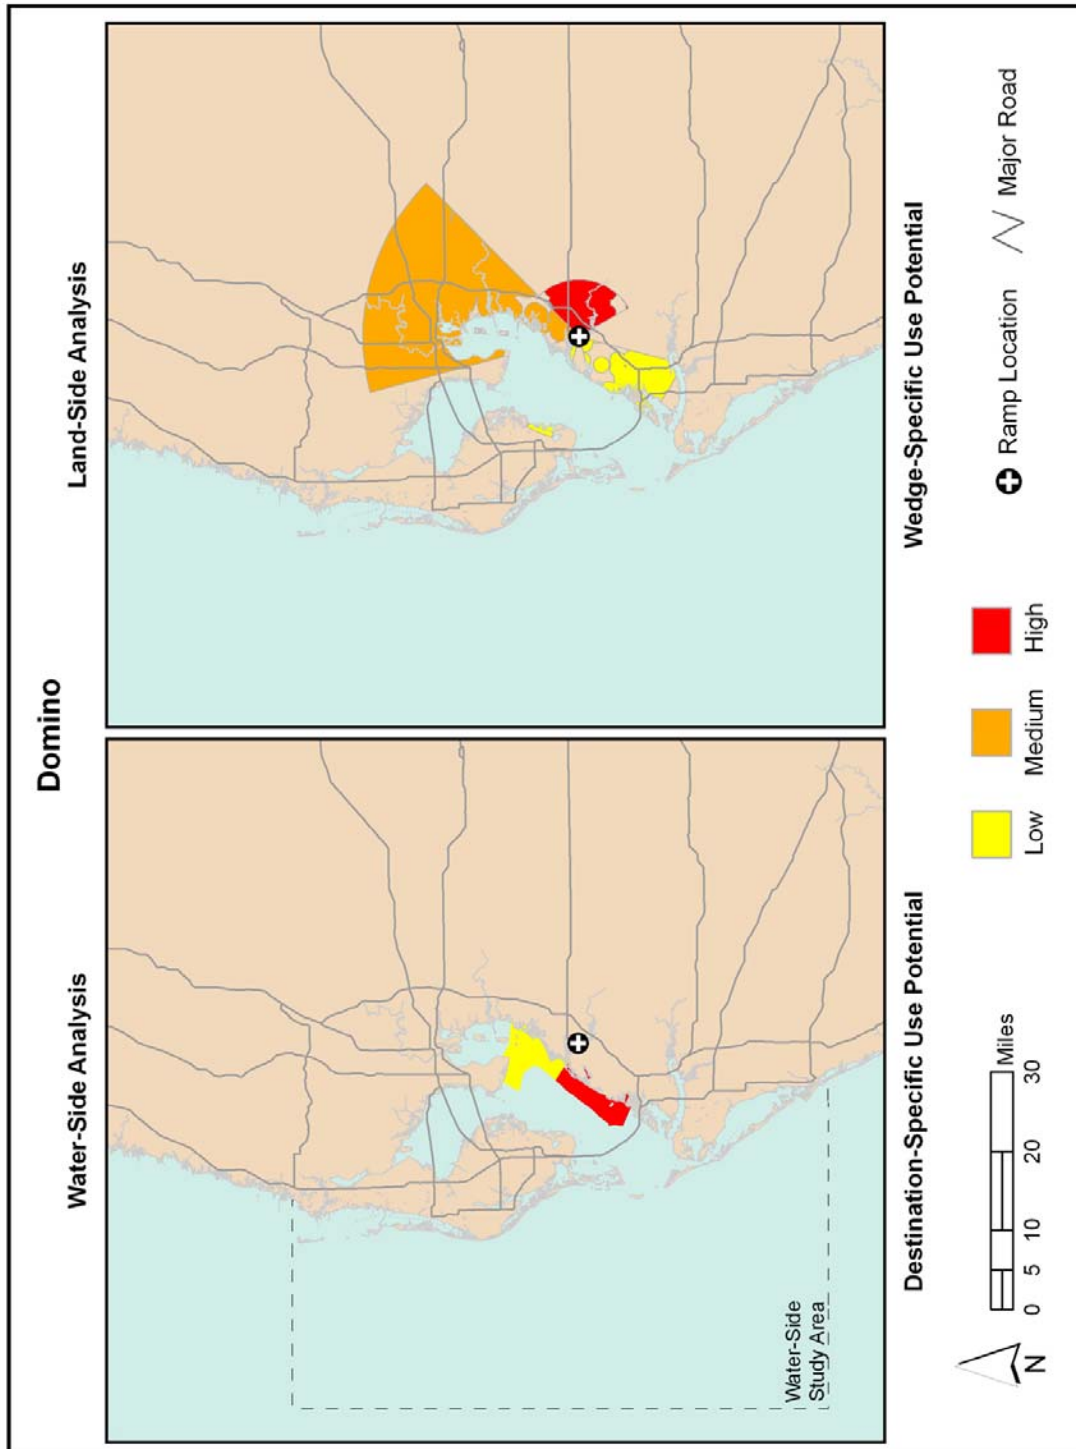 Domino
Water-Side Analysis
Land-Side Analysis
Water-Side
Study Area
Destination-Specific Use Potential
Wedge-Specific Use Potential
N
0 5 10 20 30
Miles
Low
Medium
High
Ramp Location
Major Road